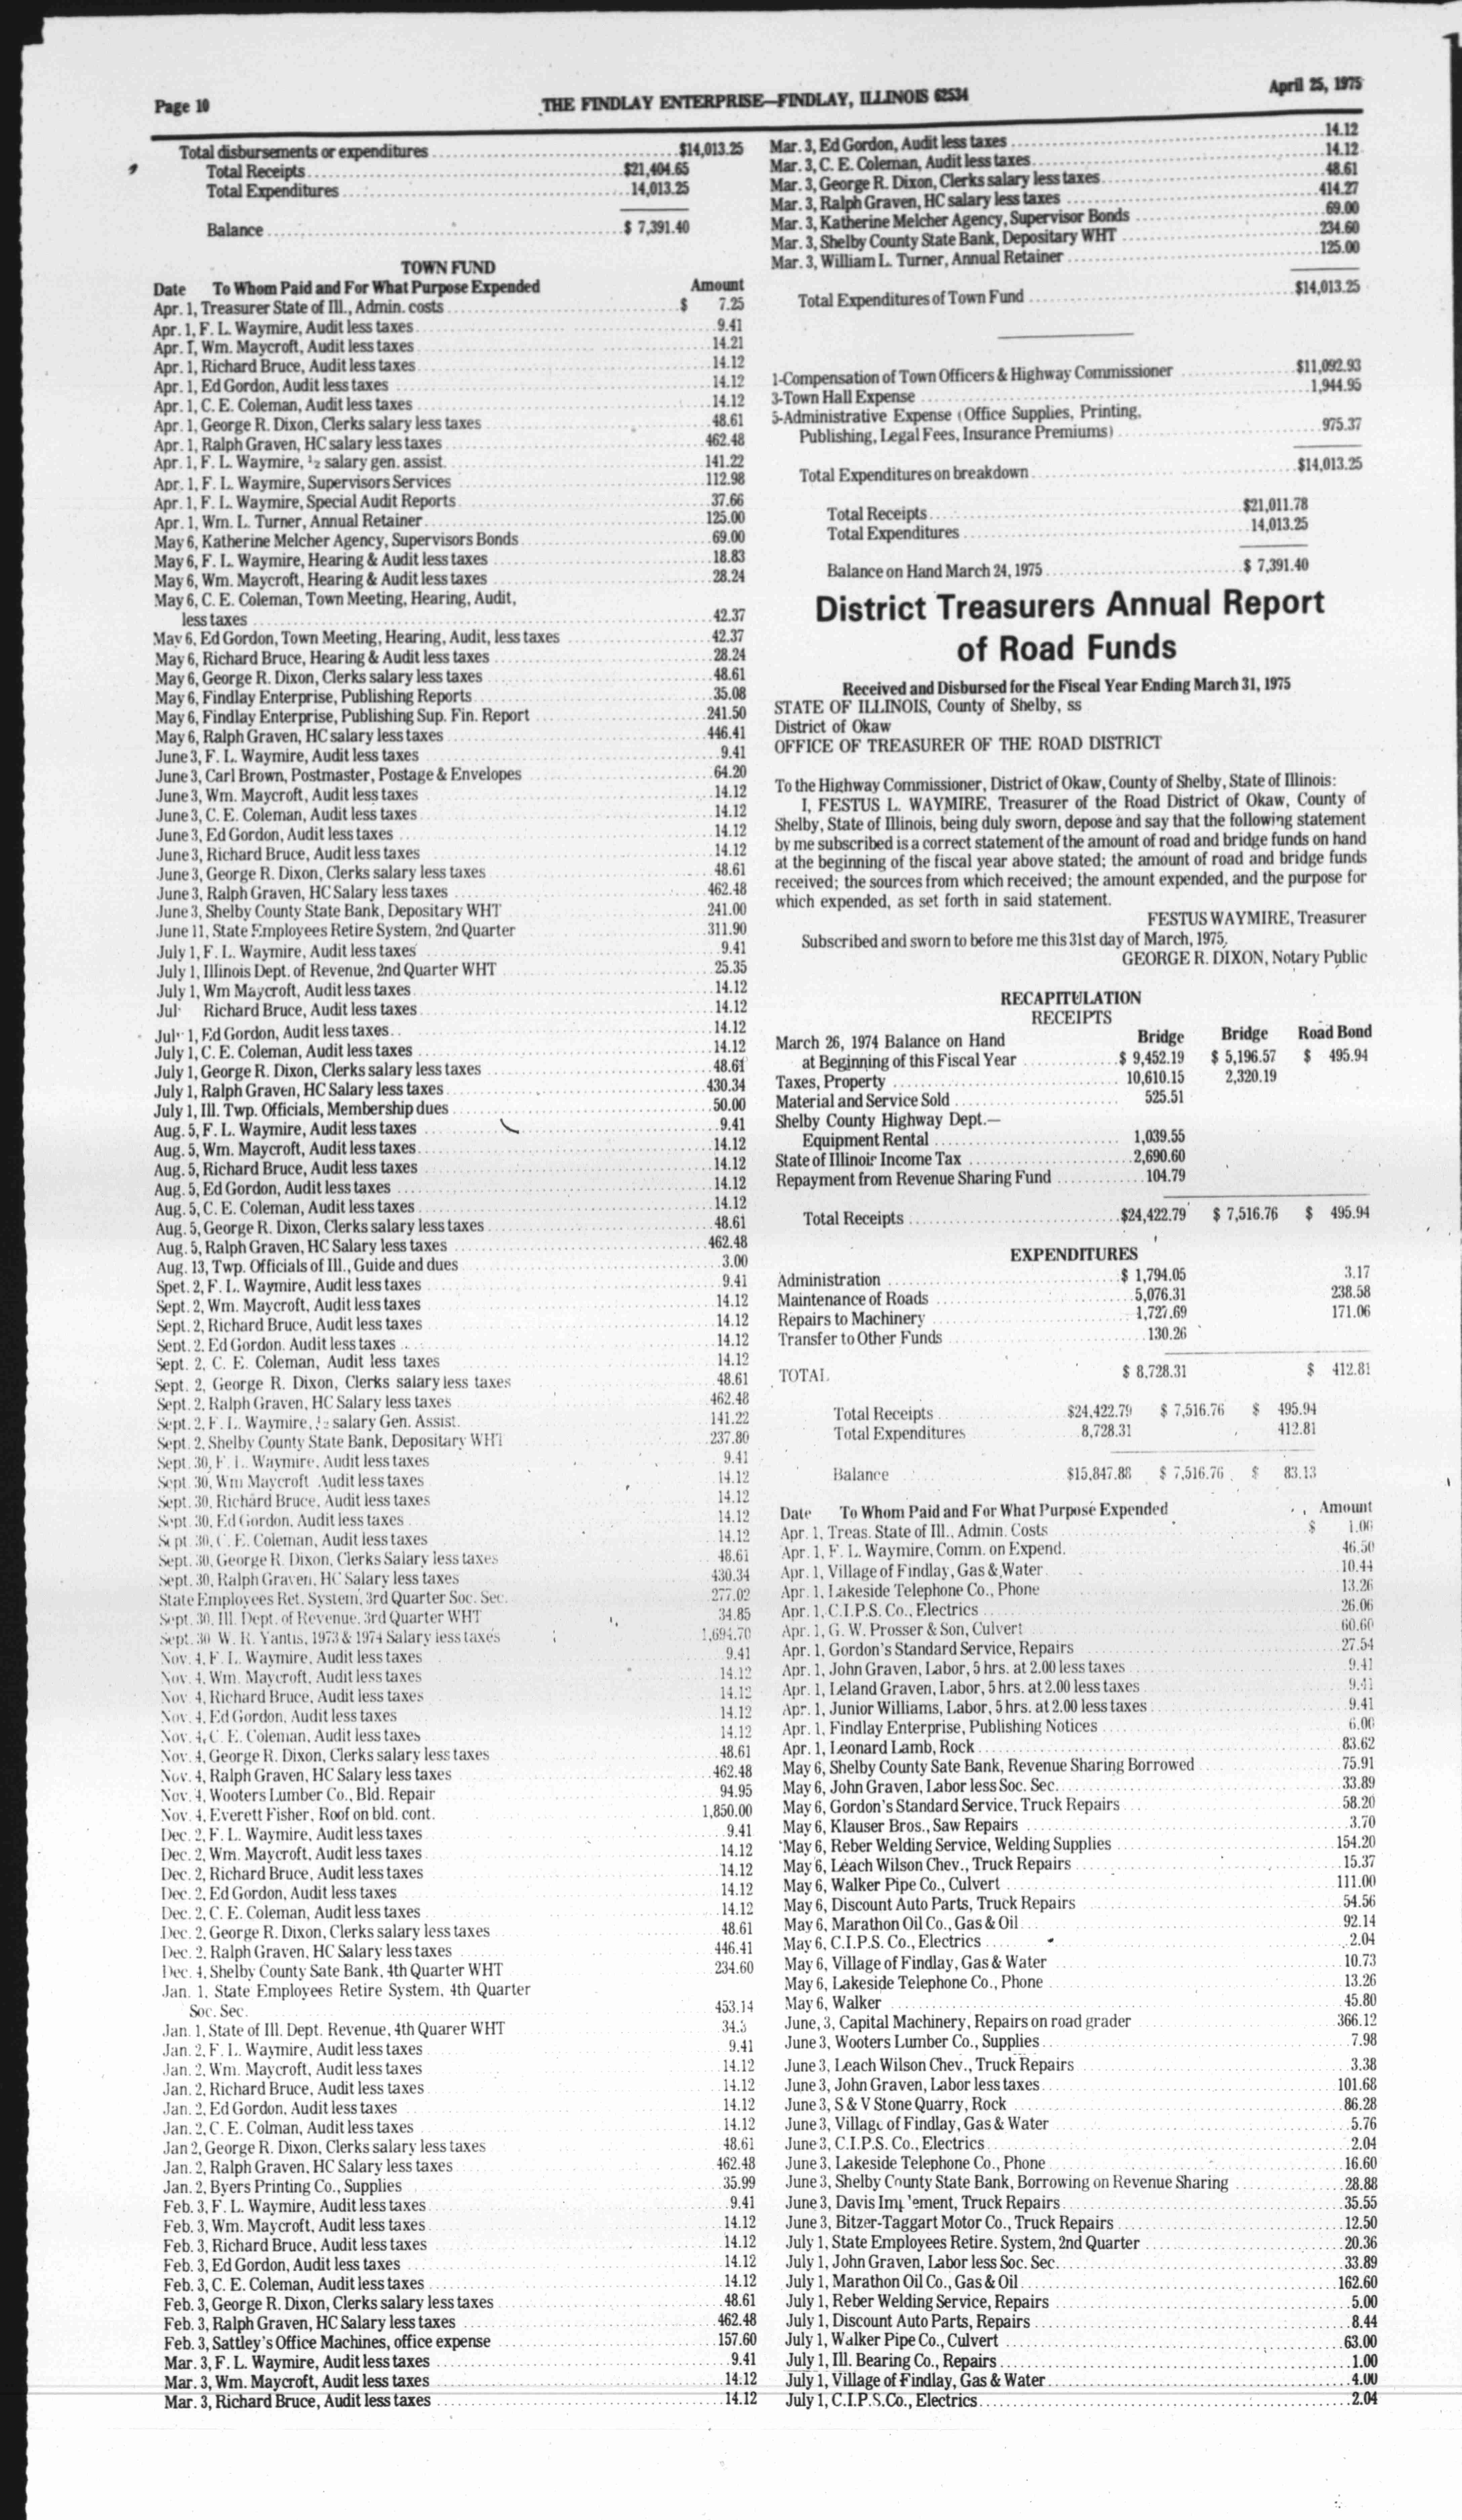 Page 10
THE FINDLAY ENTERPRISE—FINDLAY, ILLINOIS 62534
April 25, 1975
Total disbursements or expenditures $14,013.25
Total Receipts $21,404.65
Total Expenditures 14,013.25
Balance $ 7,391.40
TOWN FUND
Date To Whom Paid and For What Purpose Expended Amount
Apr. 1, Treasurer State of Ill., Admin. costs $ 7.25
Apr. 1, F. L. Waymire, Audit less taxes 9.41
Apr. 1, Wm. Maycroft, Audit less taxes 14.21
Apr. 1, Richard Bruce, Audit less taxes 14.12
Apr. 1, Ed Gordon, Audit less taxes 14.12
Apr. 1, C. E. Coleman, Audit less taxes 14.12
Apr. 1, George R. Dixon, Clerks salary less taxes 48.61
Apr. 1, Ralph Graven, HC salary less taxes 462.48
Apr. 1, F. L. Waymire, ½ salary gen. assist. 141.22
Apr. 1, F. L. Waymire, Supervisors Services 112.98
Apr. 1, F. L. Waymire, Special Audit Reports 37.66
Apr. 1, Wm. L. Turner, Annual Retainer 125.00
May 6, Katherine Melcher Agency, Supervisors Bonds 69.00
May 6, F. L. Waymire, Hearing & Audit less taxes 18.83
May 6, Wm. Maycroft, Hearing & Audit less taxes 28.24
May 6, C. E. Coleman, Town Meeting, Hearing, Audit,
less taxes 42.37
May 6, Ed Gordon, Town Meeting, Hearing, Audit, less taxes 42.37
May 6, Richard Bruce, Hearing & Audit less taxes 28.24
May 6, George R. Dixon, Clerks salary less taxes 48.61
May 6, Findlay Enterprise, Publishing Reports 35.08
May 6, Findlay Enterprise, Publishing Sup. Fin. Report 241.50
May 6, Ralph Graven, HC salary less taxes 446.41
June 3, F. L. Waymire, Audit less taxes 9.41
June 3, Carl Brown, Postmaster, Postage & Envelopes 64.20
June 3, Wm. Maycroft, Audit less taxes 14.12
June 3, C. E. Coleman, Audit less taxes 14.12
June 3, Ed Gordon, Audit less taxes 14.12
June 3, Richard Bruce, Audit less taxes 14.12
June 3, George R. Dixon, Clerks salary less taxes 48.61
June 3, Ralph Graven, HC Salary less taxes 462.48
June 3, Shelby County State Bank, Depositary WHT 241.00
June 11, State Employees Retire System, 2nd Quarter 311.90
July 1, F. L. Waymire, Audit less taxes 9.41
July 1, Illinois Dept. of Revenue, 2nd Quarter WHT 25.35
July 1, Wm Maycroft, Audit less taxes 14.12
Jul Richard Bruce, Audit less taxes 14.12
July 1, Ed Gordon, Audit less taxes 14.12
July 1, C. E. Coleman, Audit less taxes 14.12
July 1, George R. Dixon, Clerks salary less taxes 48.61
July 1, Ralph Graven, HC Salary less taxes 430.34
July 1, Ill. Twp. Officials, Membership dues 50.00
Aug. 5, F. L. Waymire, Audit less taxes 9.41
Aug. 5, Wm. Maycroft, Audit less taxes 14.12
Aug. 5, Richard Bruce, Audit less taxes 14.12
Aug. 5, Ed Gordon, Audit less taxes 14.12
Aug. 5, C. E. Coleman, Audit less taxes 14.12
Aug. 5, George R. Dixon, Clerks salary less taxes 48.61
Aug. 5, Ralph Graven, HC Salary less taxes 462.48
Aug. 13, Twp. Officials of Ill., Guide and dues 3.00
Spet. 2, F. L. Waymire, Audit less taxes 9.41
Sept. 2, Wm. Maycroft, Audit less taxes 14.12
Sept. 2, Richard Bruce, Audit less taxes 14.12
Sept. 2, Ed Gordon, Audit less taxes 14.12
Sept. 2, C. E. Coleman, Audit less taxes 14.12
Sept. 2, George R. Dixon, Clerks salary less taxes 48.61
Sept. 2, Ralph Graven, HC Salary less taxes 462.48
Sept. 2, F. L. Waymire, ½ salary Gen. Assist. 141.22
Sept. 2, Shelby County State Bank, Depositary WHT 237.80
Sept. 30, F. L. Waymire, Audit less taxes 9.41
Sept. 30, Wm Maycroft Audit less taxes 14.12
Sept. 30, Richard Bruce, Audit less taxes 14.12
Sept. 30, Ed Gordon, Audit less taxes 14.12
Sept. 30, C. E. Coleman, Audit less taxes 14.12
Sept. 30, George R. Dixon, Clerks Salary less taxes 48.61
Sept. 30, Ralph Graven, HC Salary less taxes 430.34
State Employees Ret. System, 3rd Quarter Soc. Sec. 277.02
Sept. 30, Ill. Dept. of Revenue, 3rd Quarter WHT 34.85
Sept. 30 W. R. Yantis, 1973 & 1974 Salary less taxes 1,694.70
Nov. 4, F. L. Waymire, Audit less taxes 9.41
Nov. 4, Wm. Maycroft, Audit less taxes 14.12
Nov. 4, Richard Bruce, Audit less taxes 14.12
Nov. 4, Ed Gordon, Audit less taxes 14.12
Nov. 4, C. E. Coleman, Audit less taxes 14.12
Nov. 4, George R. Dixon, Clerks salary less taxes 48.61
Nov. 4, Ralph Graven, HC Salary less taxes 462.48
Nov. 4, Wooters Lumber Co., Bld. Repair 94.95
Nov. 4, Everett Fisher, Roof on bld. cont. 1,850.00
Dec. 2, F. L. Waymire, Audit less taxes 9.41
Dec. 2, Wm. Maycroft, Audit less taxes 14.12
Dec. 2, Richard Bruce, Audit less taxes 14.12
Dec. 2, Ed Gordon, Audit less taxes 14.12
Dec. 2, C. E. Coleman, Audit less taxes 14.12
Dec. 2, George R. Dixon, Clerks salary less taxes 48.61
Dec. 2, Ralph Graven, HC Salary less taxes 446.41
Dec. 4, Shelby County Sate Bank, 4th Quarter WHT 234.60
Jan. 1, State Employees Retire System, 4th Quarter
Soc. Sec. 453.14
Jan. 1, State of Ill. Dept. Revenue, 4th Quarer WHT 34.3
Jan. 2, F. L. Waymire, Audit less taxes 9.41
Jan. 2, Wm. Maycroft, Audit less taxes 14.12
Jan. 2, Richard Bruce, Audit less taxes 14.12
Jan. 2, Ed Gordon, Audit less taxes 14.12
Jan. 2, C. E. Colman, Audit less taxes 14.12
Jan 2, George R. Dixon, Clerks salary less taxes 48.61
Jan. 2, Ralph Graven, HC Salary less taxes 462.48
Jan. 2, Byers Printing Co., Supplies 35.99
Feb. 3, F. L. Waymire, Audit less taxes 9.41
Feb. 3, Wm. Maycroft, Audit less taxes 14.12
Feb. 3, Richard Bruce, Audit less taxes 14.12
Feb. 3, Ed Gordon, Audit less taxes 14.12
Feb. 3, C. E. Coleman, Audit less taxes 14.12
Feb. 3, George R. Dixon, Clerks salary less taxes 48.61
Feb. 3, Ralph Graven, HC Salary less taxes 462.48
Feb. 3, Sattley's Office Machines, office expense 157.60
Mar. 3, F. L. Waymire, Audit less taxes 9.41
Mar. 3, Wm. Maycroft, Audit less taxes 14.12
Mar. 3, Richard Bruce, Audit less taxes 14.12
Mar. 3, Ed Gordon, Audit less taxes 14.12
Mar. 3, C. E. Coleman, Audit less taxes 14.12
Mar. 3, George R. Dixon, Clerks salary less taxes 48.61
Mar. 3, Ralph Graven, HC salary less taxes 414.27
Mar. 3, Katherine Melcher Agency, Supervisor Bonds 69.00
Mar. 3, Shelby County State Bank, Depositary WHT 234.60
Mar. 3, William L. Turner, Annual Retainer 125.00
Total Expenditures of Town Fund $14,013.25
1-Compensation of Town Officers & Highway Commissioner $11,092.93
3-Town Hall Expense 1,944.95
5-Administrative Expense (Office Supplies, Printing,
Publishing, Legal Fees, Insurance Premiums) 975.37
Total Expenditures on breakdown $14,013.25
Total Receipts $21,011.78
Total Expenditures 14,013.25
Balance on Hand March 24, 1975 $ 7,391.40
District Treasurers Annual Report
of Road Funds
Received and Disbursed for the Fiscal Year Ending March 31, 1975
STATE OF ILLINOIS, County of Shelby, ss
District of Okaw
OFFICE OF TREASURER OF THE ROAD DISTRICT
To the Highway Commissioner, District of Okaw, County of Shelby, State of Illinois:
I, FESTUS L. WAYMIRE, Treasurer of the Road District of Okaw, County of
Shelby, State of Illinois, being duly sworn, depose and say that the following statement
by me subscribed is a correct statement of the amount of road and bridge funds on hand
at the beginning of the fiscal year above stated; the amount of road and bridge funds
received; the sources from which received; the amount expended, and the purpose for
which expended, as set forth in said statement.
FESTUS WAYMIRE, Treasurer
Subscribed and sworn to before me this 31st day of March, 1975,
GEORGE R. DIXON, Notary Public
RECAPITULATION
RECEIPTS
March 26, 1974 Balance on Hand Bridge Bridge Road Bond
at Beginning of this Fiscal Year $ 9,452.19 $ 5,196.57 $ 495.94
Taxes, Property 10,610.15 2,320.19
Material and Service Sold 525.51
Shelby County Highway Dept.—
Equipment Rental 1,039.55
State of Illinois Income Tax 2,690.60
Repayment from Revenue Sharing Fund 104.79
Total Receipts $24,422.79 $ 7,516.76 $ 495.94
EXPENDITURES
Administration $ 1,794.05 3.17
Maintenance of Roads 5,076.31 238.58
Repairs to Machinery 1,727.69 171.06
Transfer to Other Funds 130.26
TOTAL $ 8,728.31 $ 412.81
Total Receipts $24,422.79 $ 7,516.76 $ 495.94
Total Expenditures 8,728.31 412.81
Balance $15,847.88 $ 7,516.76 $ 83.13
Date To Whom Paid and For What Purpose Expended Amount
Apr. 1, Treas. State of Ill., Admin. Costs $ 1.00
Apr. 1, F. L. Waymire, Comm. on Expend. 46.50
Apr. 1, Village of Findlay, Gas & Water 10.44
Apr. 1, Lakeside Telephone Co., Phone 13.26
Apr. 1, C.I.P.S. Co., Electrics 26.06
Apr. 1, G. W. Prosser & Son, Culvert 60.60
Apr. 1, Gordon's Standard Service, Repairs 27.54
Apr. 1, John Graven, Labor, 5 hrs. at 2.00 less taxes 9.41
Apr. 1, Leland Graven, Labor, 5 hrs. at 2.00 less taxes 9.41
Apr. 1, Junior Williams, Labor, 5 hrs. at 2.00 less taxes 9.41
Apr. 1, Findlay Enterprise, Publishing Notices 6.00
Apr. 1, Leonard Lamb, Rock 83.62
May 6, Shelby County Sate Bank, Revenue Sharing Borrowed 75.91
May 6, John Graven, Labor less Soc. Sec. 33.89
May 6, Gordon's Standard Service, Truck Repairs 58.20
May 6, Klauser Bros., Saw Repairs 3.70
May 6, Reber Welding Service, Welding Supplies 154.20
May 6, Leach Wilson Chev., Truck Repairs 15.37
May 6, Walker Pipe Co., Culvert 111.00
May 6, Discount Auto Parts, Truck Repairs 54.56
May 6, Marathon Oil Co., Gas & Oil 92.14
May 6, C.I.P.S. Co., Electrics 2.04
May 6, Village of Findlay, Gas & Water 10.73
May 6, Lakeside Telephone Co., Phone 13.26
May 6, Walker 45.80
June, 3, Capital Machinery, Repairs on road grader 366.12
June 3, Wooters Lumber Co., Supplies 7.98
June 3, Leach Wilson Chev., Truck Repairs 3.38
June 3, John Graven, Labor less taxes 101.68
June 3, S & V Stone Quarry, Rock 86.28
June 3, Village of Findlay, Gas & Water 5.76
June 3, C.I.P.S. Co., Electrics 2.04
June 3, Lakeside Telephone Co., Phone 16.60
June 3, Shelby County State Bank, Borrowing on Revenue Sharing 28.88
June 3, Davis Implement, Truck Repairs 35.55
June 3, Bitzer-Taggart Motor Co., Truck Repairs 12.50
July 1, State Employees Retire. System, 2nd Quarter 20.36
July 1, John Graven, Labor less Soc. Sec. 33.89
July 1, Marathon Oil Co., Gas & Oil 162.60
July 1, Reber Welding Service, Repairs 5.00
July 1, Discount Auto Parts, Repairs 8.44
July 1, Walker Pipe Co., Culvert 63.00
July 1, Ill. Bearing Co., Repairs 1.00
July 1, Village of Findlay, Gas & Water 4.00
July 1, C.I.P.S.Co., Electrics 2.04